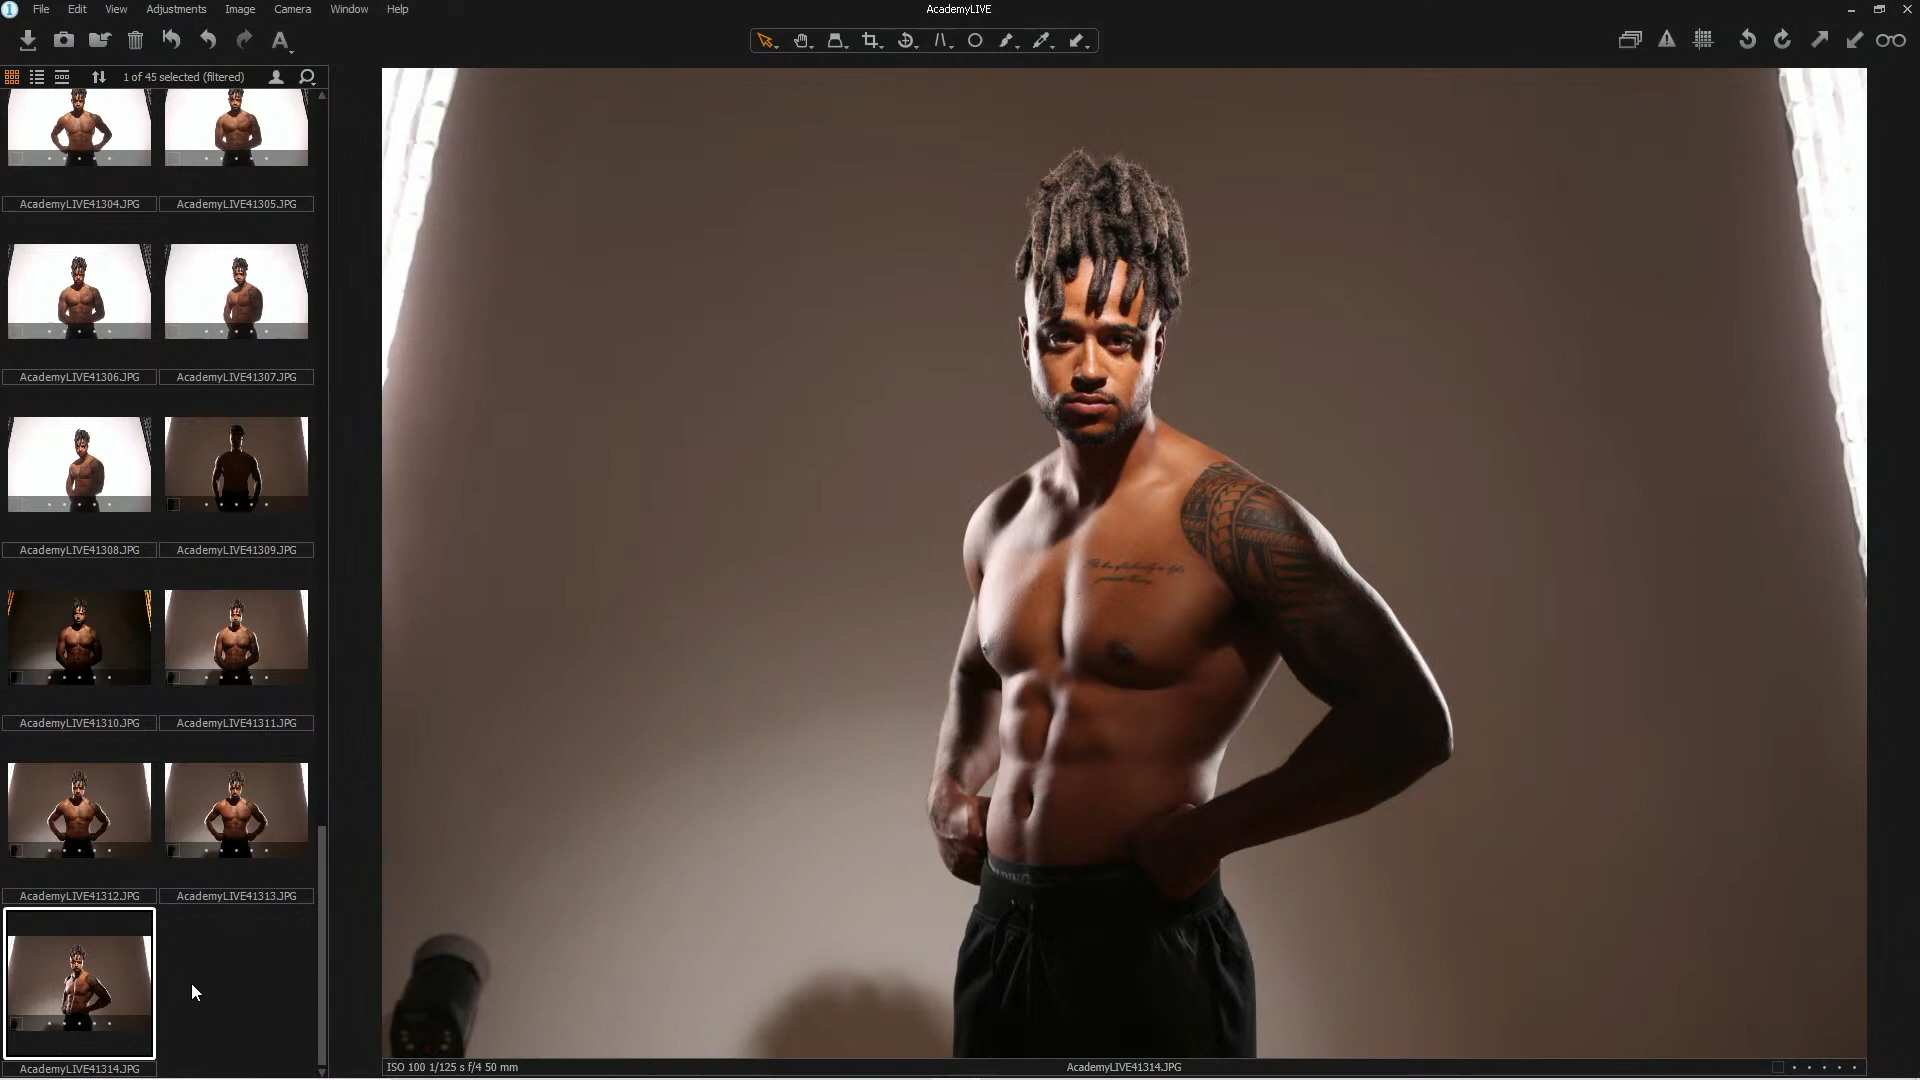 File Edit View Adjustments Image Camera Window Help
AcademyLIVE
A
1 of 45 selected (filtered)
AcademyLIVE41304.JPG
AcademyLIVE41305.JPG
AcademyLIVE41306.JPG
AcademyLIVE41307.JPG
AcademyLIVE41308.JPG
AcademyLIVE41309.JPG
AcademyLIVE41310.JPG
AcademyLIVE41311.JPG
AcademyLIVE41312.JPG
AcademyLIVE41313.JPG
AcademyLIVE41314.JPG
ISO 100 1/125 s f/4 50 mm
AcademyLIVE41314.JPG